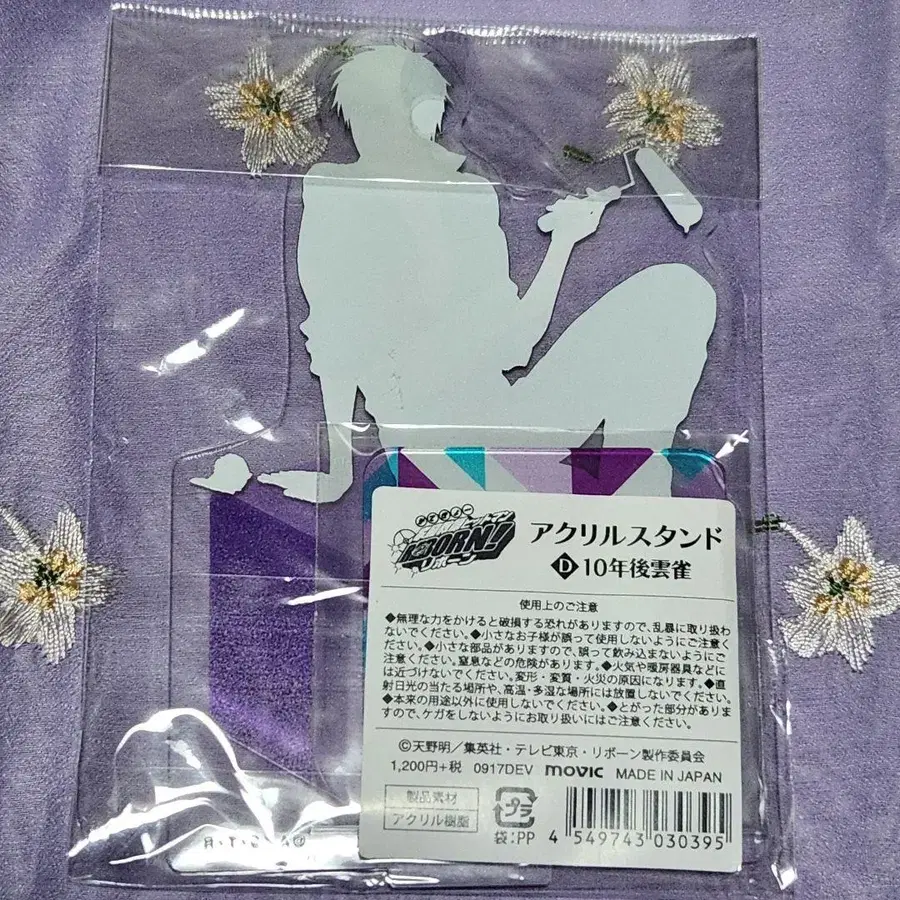 かてきょー
REBORN!!
リボーン
アクリルスタンド
D 10年後雲雀
使用上のご注意
◆無理な力をかけると破損する恐れがありますので、乱暴に取り扱わ
ないでください。◆小さなお子様が誤って使用しないようにご注意くだ
さい。◆小さな部品がありますので、誤って飲み込まないようにご
注意ください。窒息などの危険があります。◆火気や暖房器具などに
は近づけないでください。変形・変質・火災の原因になります。◆直
射日光の当たる場所や、高温・多湿な場所には放置しないでください。
◆本来の用途以外に使用しないでください。◆とがった部分がありま
すので、ケガをしないようにお取り扱いにはご注意ください。
©天野明／集英社・テレビ東京・リボーン製作委員会
1,200円+税 0917DEV movic MADE IN JAPAN
製品素材
アクリル樹脂
プラ
袋:PP
4 549743 030395